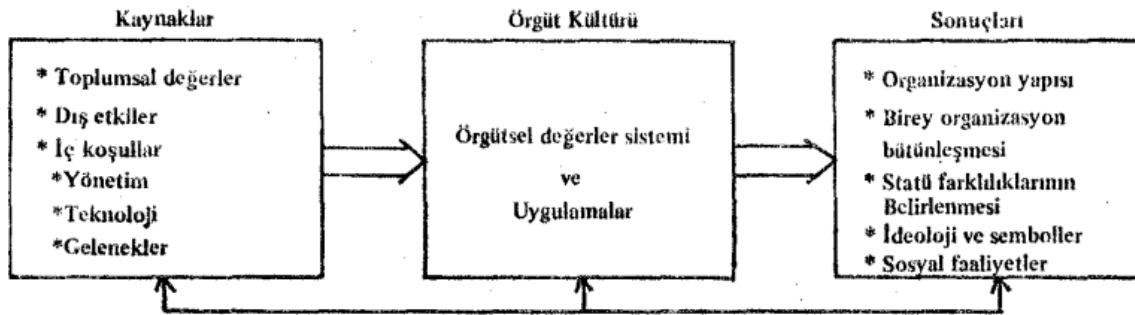 Kaynaklar
* Toplumsal değerler
* Dış etkiler
* İç koşullar
*Yönetim
*Teknoloji
*Gelenekler
Örgüt Kültürü
Örgütsel değerler sistemi
ve
Uygulamalar
Sonuçları
* Organizasyon yapısı
* Birey organizasyon
bütünleşmesi
* Statü farklılıklarının
Belirlenmesi
* İdeoloji ve semboller
* Sosyal faaliyetler